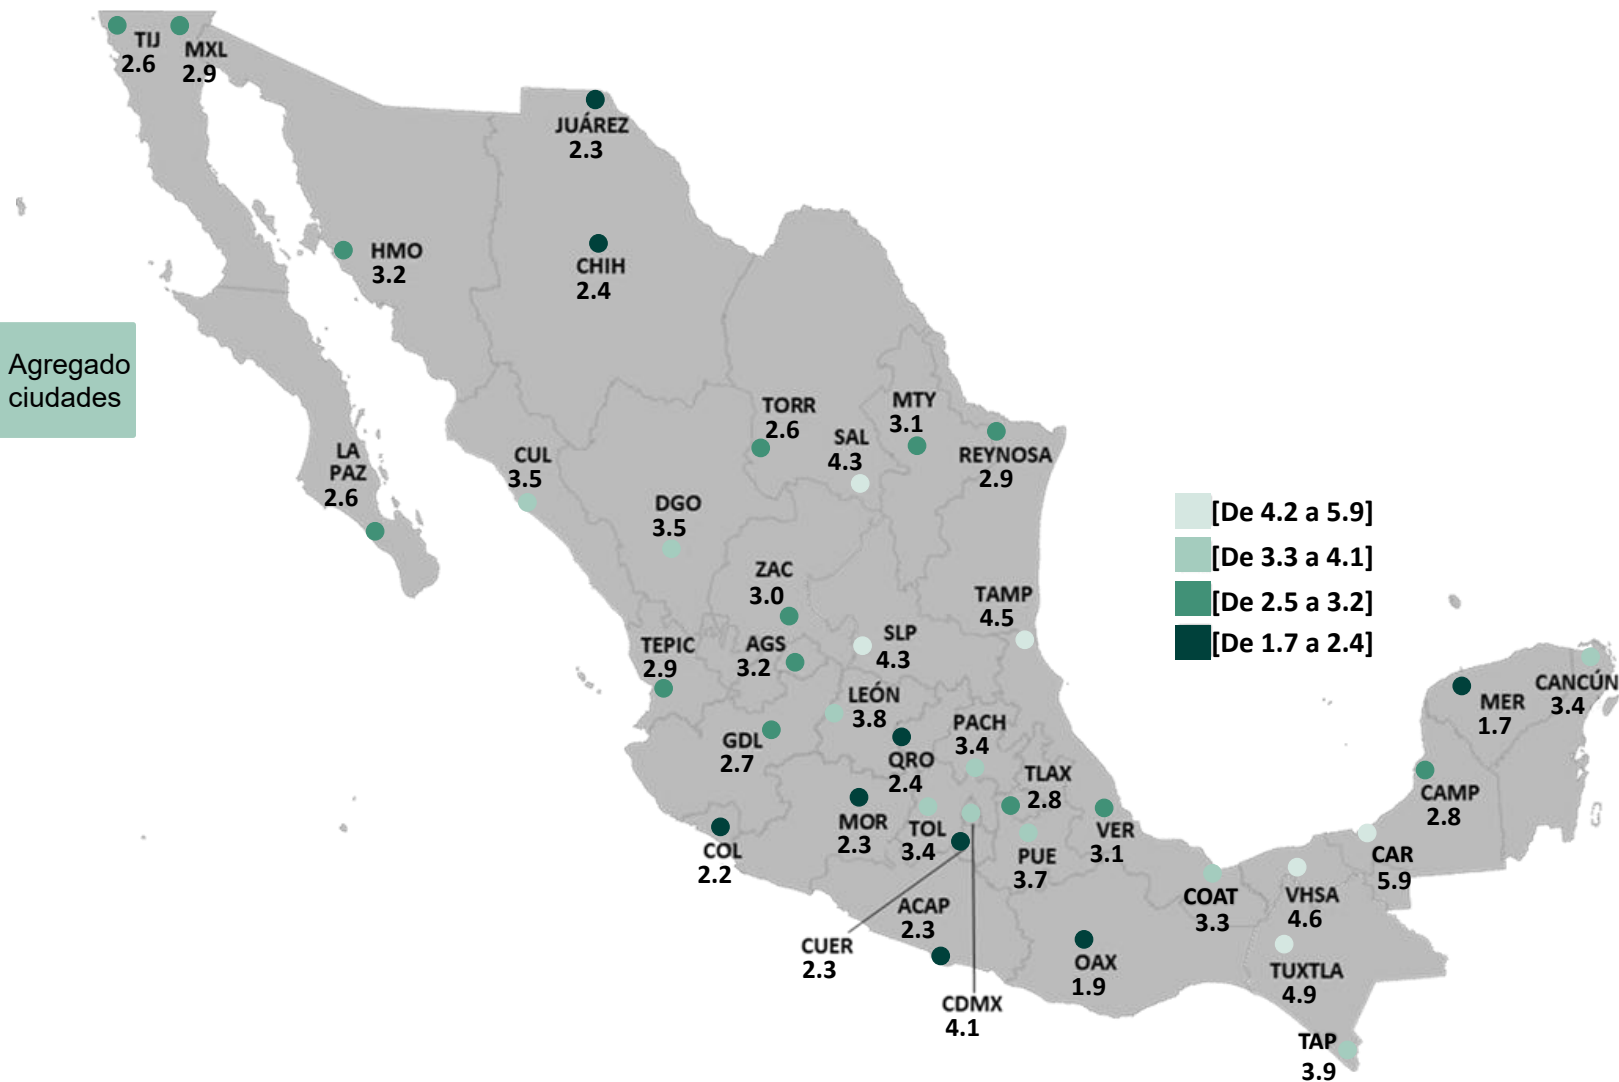 TIJ
2.6
MXL
2.9
JUÁREZ
2.3
HMO
3.2
CHIH
2.4
Agregado
ciudades
LA
PAZ
2.6
CUL
3.5
TORR
2.6
SAL
4.3
MTY
3.1
REYNOSA
2.9
DGO
3.5
[De 4.2 a 5.9]
[De 3.3 a 4.1]
[De 2.5 a 3.2]
[De 1.7 a 2.4]
ZAC
3.0
TAMP
4.5
TEPIC
2.9
AGS
3.2
SLP
4.3
LEÓN
3.8
PACH
3.4
GDL
2.7
QRO
2.4
TLAX
2.8
MER
1.7
CANCÚN
3.4
CAMP
2.8
COL
2.2
MOR
2.3
TOL
3.4
PUE
3.7
VER
3.1
CAR
5.9
COAT
3.3
VHSA
4.6
ACAP
2.3
CUER
2.3
OAX
1.9
TUXTLA
4.9
CDMX
4.1
TAP
3.9